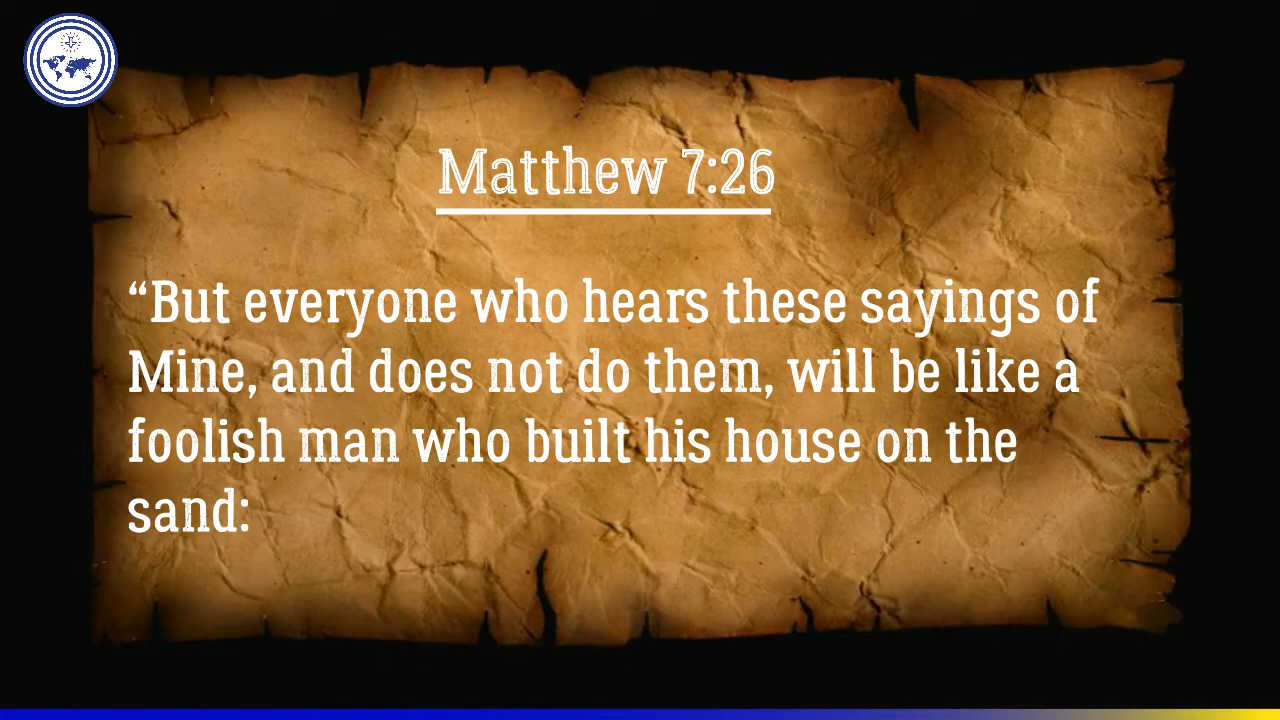 Matthew 7:26
“But everyone who hears these sayings of
Mine, and does not do them, will be like a
foolish man who built his house on the
sand: